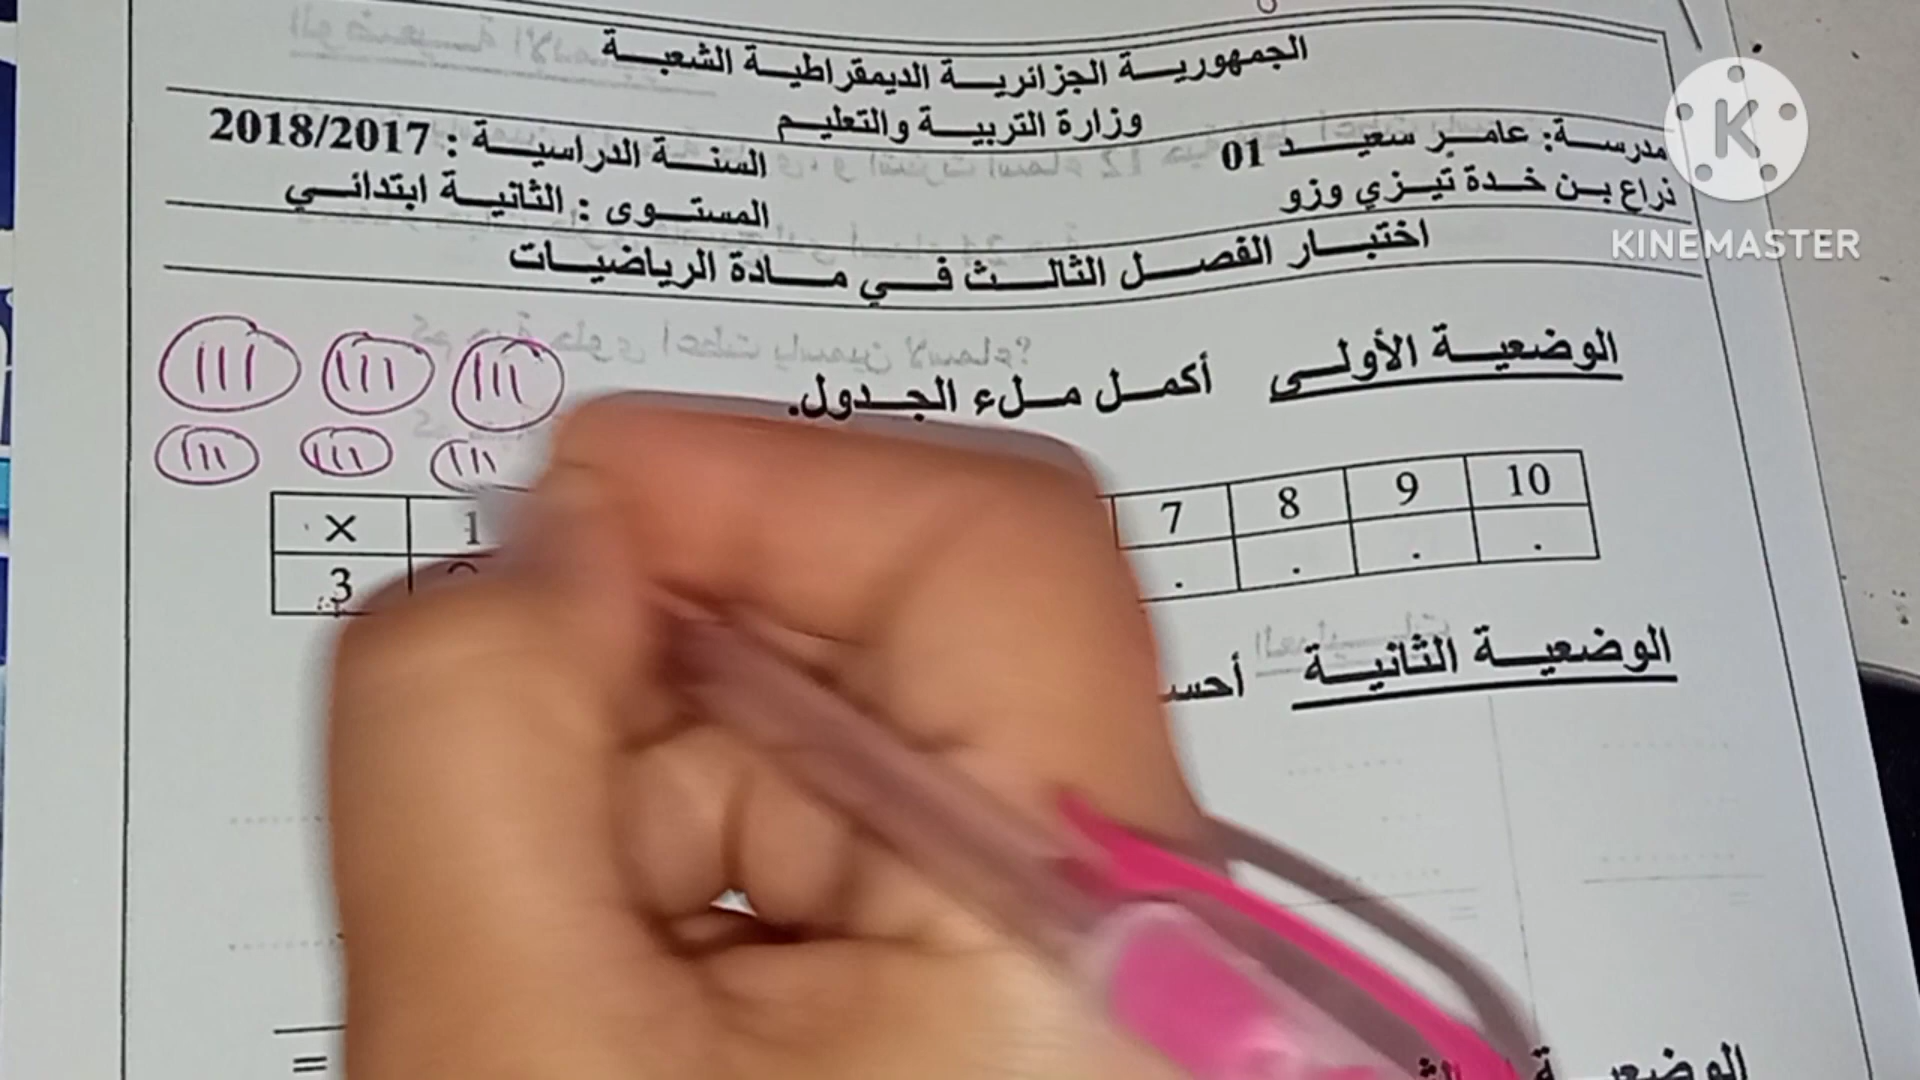 الجمهورية الجزائرية الديمقراطية الشعبية
وزارة التربية والتعليم
مدرسة: عامر سعيد 01
السنة الدراسية : 2018/2017
ذراع بن خدة تيزي وزو
المستوى : الثانية ابتدائي
اختبار الفصل الثالث في مادة الرياضيات
K
KINEMASTER
الوضعية الأولى أكمل ملء الجدول.
× 1 7 8 9 10
3 . . . .
الوضعية الثانية
=